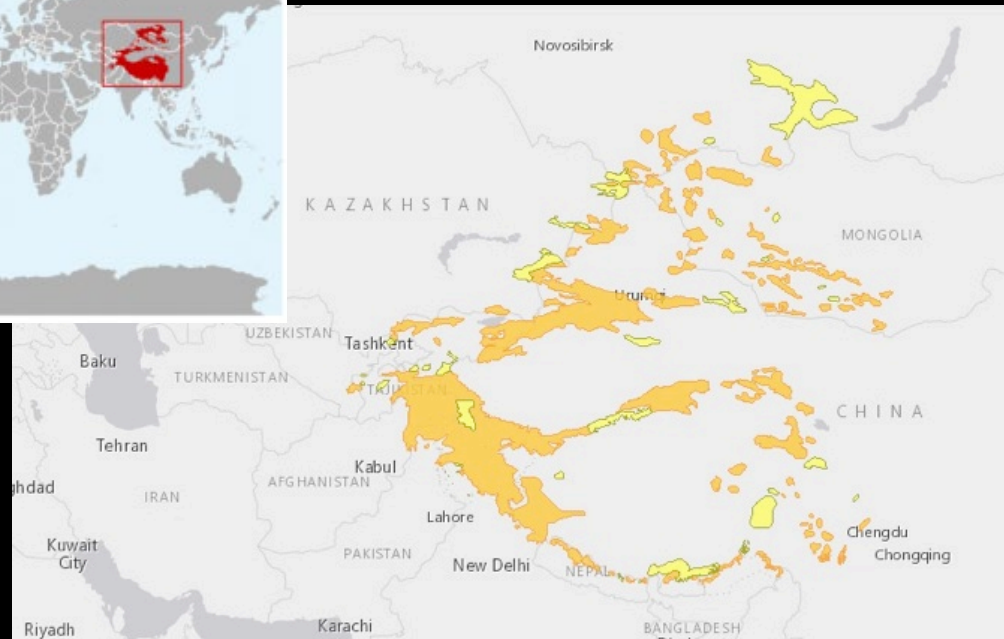 Novosibirsk
KAZAKHSTAN
MONGOLIA
Urumqi
UZBEKISTAN
Tashkent
Baku
TURKMENISTAN
TAJIKISTAN
CHINA
Tehran
Kabul
AFGHANISTAN
ghdad
IRAN
Lahore
Chengdu
Kuwait
City
PAKISTAN
Chongqing
New Delhi
NEPAL
Riyadh
Karachi
BANGLADESH